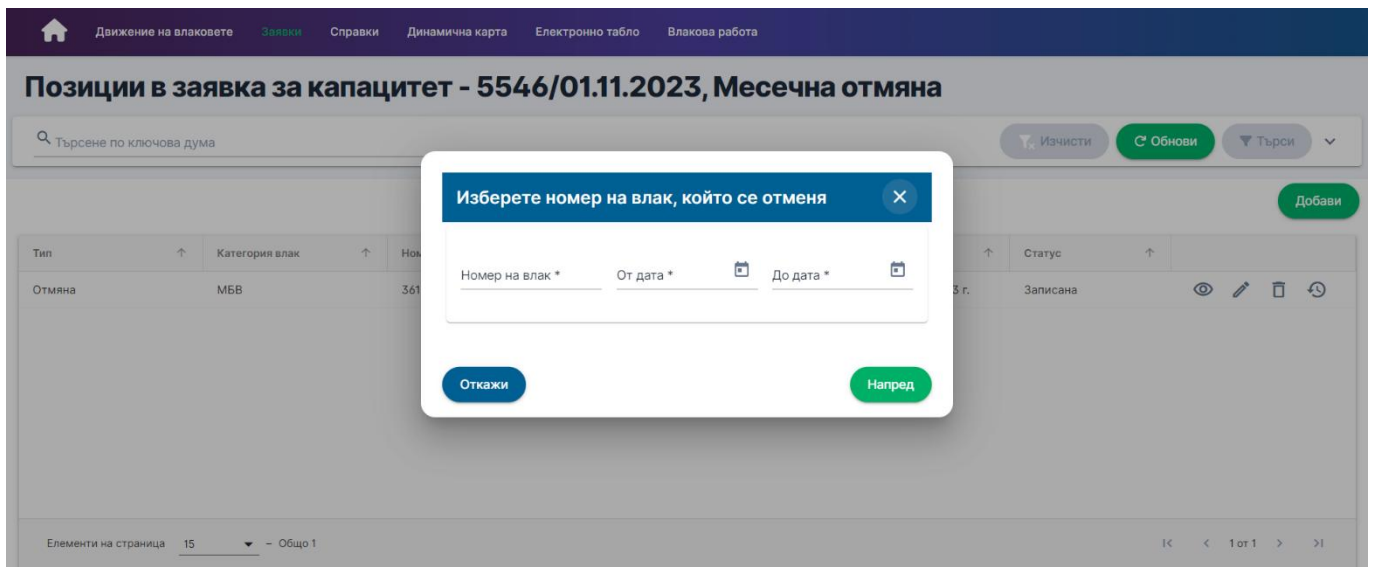 Движение на влаковете Заявки Справки Динамична карта Електронно табло Влакова работа
Позиции в заявка за капацитет - 5546/01.11.2023, Месечна отмяна
Търсене по ключова дума
Изчисти Обнови Търси
Изберете номер на влак, който се отменя
Добави
Тип Категория влак Ном Статус
Номер на влак * От дата * До дата *
Отмяна МБВ 361 3 г. Записана
Откажи Напред
Елементи на страница 15 – Общо 1 1 от 1